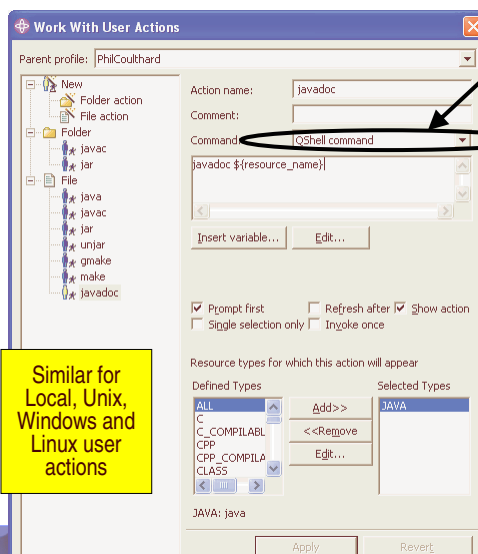 Work With User Actions
Parent profile: PhilCoulthard
New
Folder action
File action
Folder
javac
jar
File
java
javac
jar
unjar
gmake
make
javadoc
Action name: javadoc
Comment:
Command: QShell command
javadoc ${resource_name}
Insert variable... Edit...
Prompt first Refresh after Show action
Single selection only Invoke once
Resource types for which this action will appear
Defined Types Selected Types
ALL
C
C_COMPILABL
CPP
CPP_COMPILA
CLASS
Add>>
<<Remove
Edit...
JAVA
JAVA: java
Apply Revert
Similar for
Local, Unix,
Windows and
Linux user
actions